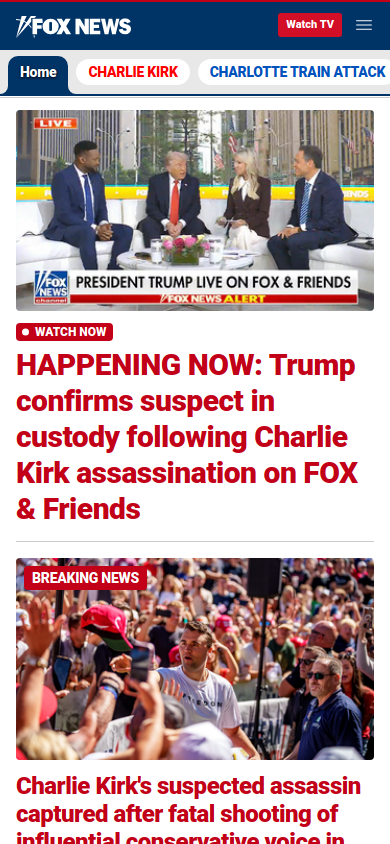 FOX NEWS
Watch TV
Home
CHARLIE KIRK
CHARLOTTE TRAIN ATTACK
LIVE
FOX
NEWS
channel
PRESIDENT TRUMP LIVE ON FOX & FRIENDS
FOX NEWS ALERT
WATCH NOW
HAPPENING NOW: Trump
confirms suspect in
custody following Charlie
Kirk assassination on FOX
& Friends
BREAKING NEWS
Charlie Kirk's suspected assassin
captured after fatal shooting of
influential conservative voice in